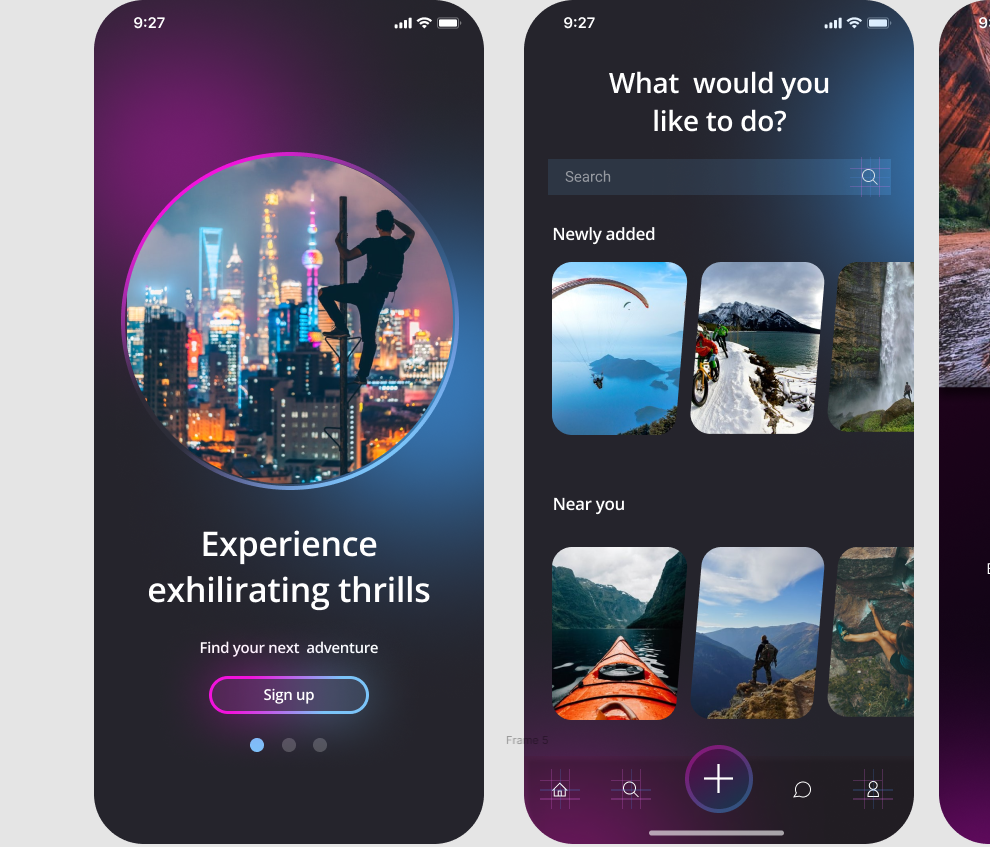 9:27
Experience
exhilirating thrills
Find your next  adventure
Sign up
Frame 5
9:27
What  would you
like to do?
Search
Newly added
Near you